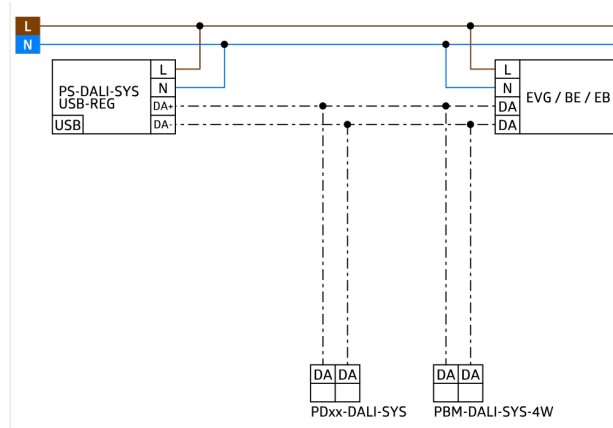 L
N
PS-DALI-SYS
USB-REG
USB
L
N
DA+
DA-
L
N
DA
DA
EVG / BE / EB
DA DA
PDxx-DALI-SYS
DA DA
PBM-DALI-SYS-4W